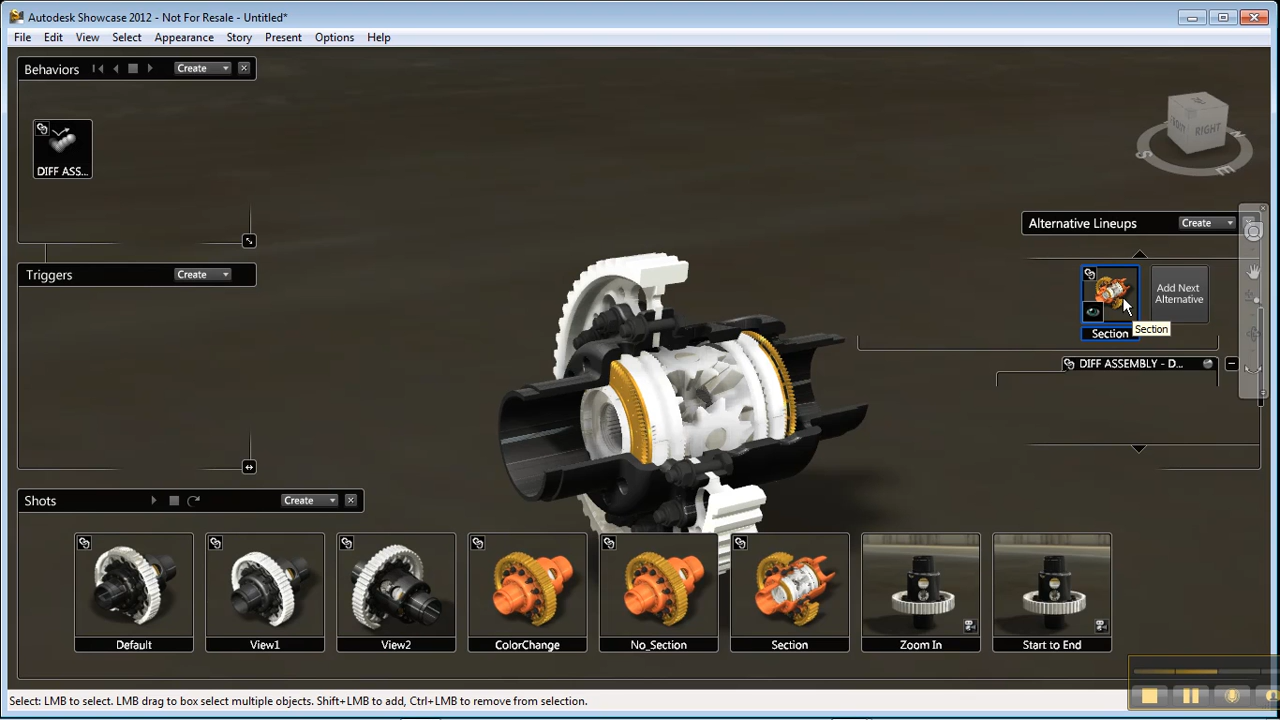 Autodesk Showcase 2012 - Not For Resale - Untitled*
File Edit View Select Appearance Story Scene Present Options Help
Behaviors Create
DIFF ASS...
RIGHT
S
N
E
Alternative Lineups Create
Add Next
Alternative
Section
Section
DIFF ASSEMBLY - D...
Triggers Create
Shots Create
Default View1 View2 ColorChange No_Section Section Zoom In Start to End
Select: LMB to select. LMB drag to box select multiple objects. Shift+LMB to add, Ctrl+LMB to remove from selection.